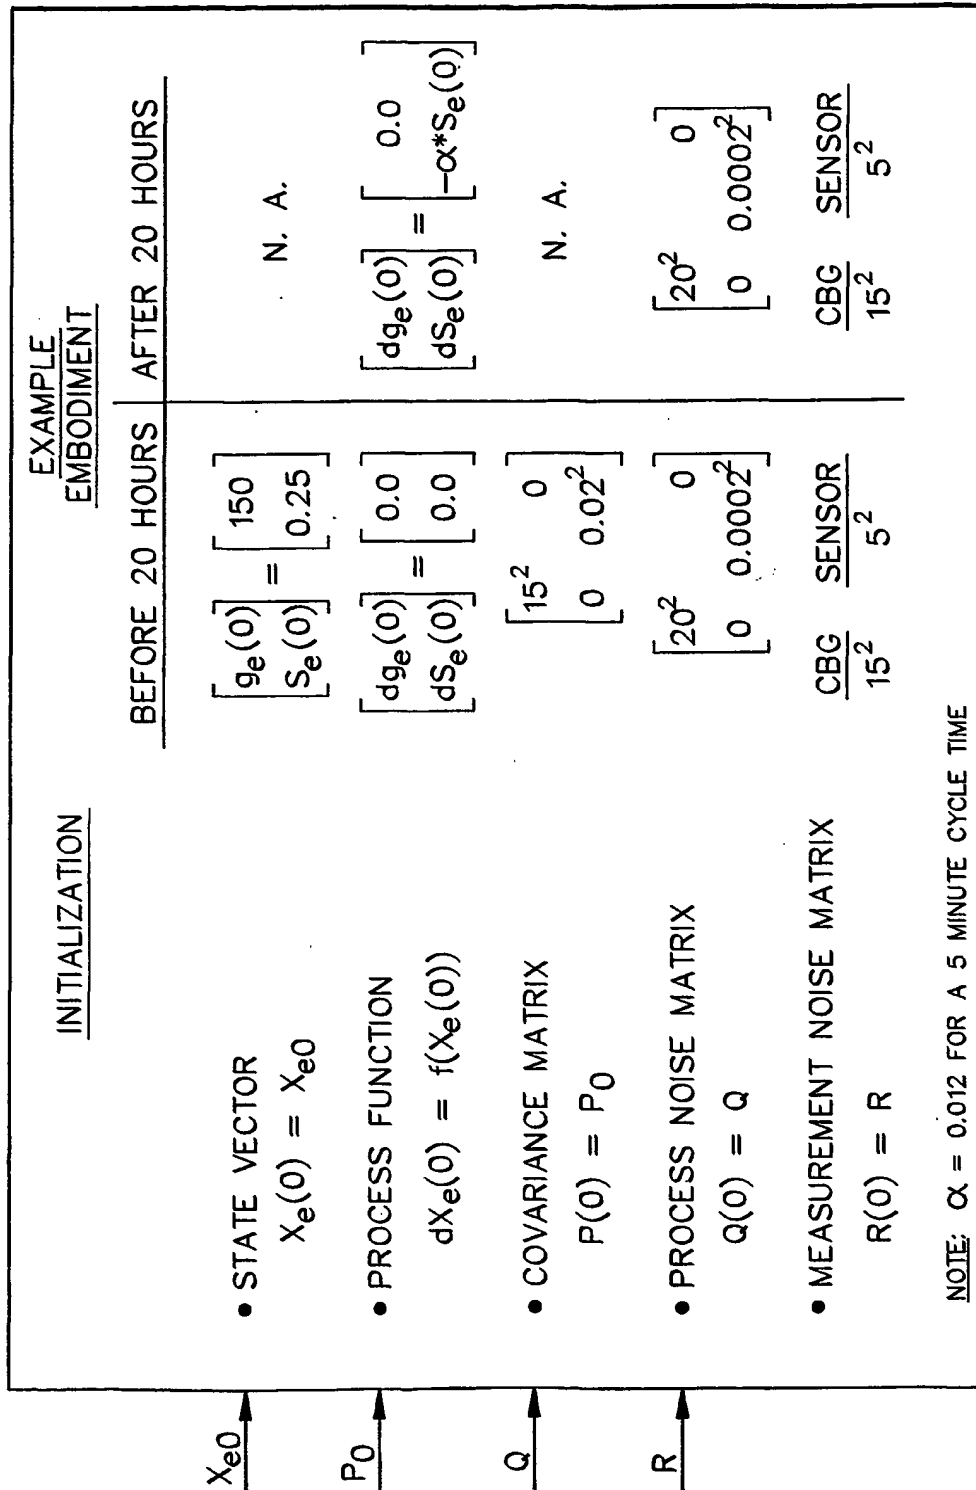 INITIALIZATION
EXAMPLE
EMBODIMENT
BEFORE 20 HOURS
AFTER 20 HOURS
X_e0
• STATE VECTOR
X_e(0) = X_e0
[g_e(0) S_e(0)] = [150 0.25]
N. A.
P_0
• PROCESS FUNCTION
dX_e(0) = f(X_e(0))
[dg_e(0) dS_e(0)] = [0.0 0.0]
[dg_e(0) dS_e(0)] = [0.0 -α*S_e(0)]
Q
• COVARIANCE MATRIX
P(0) = P_0
[15² 0
0 0.02²]
N. A.
R
• PROCESS NOISE MATRIX
Q(0) = Q
[20² 0
0 0.0002²]
[20² 0
0 0.0002²]
• MEASUREMENT NOISE MATRIX
R(0) = R
CBG SENSOR
15² 5²
CBG SENSOR
15² 5²
NOTE: α = 0.012 FOR A 5 MINUTE CYCLE TIME